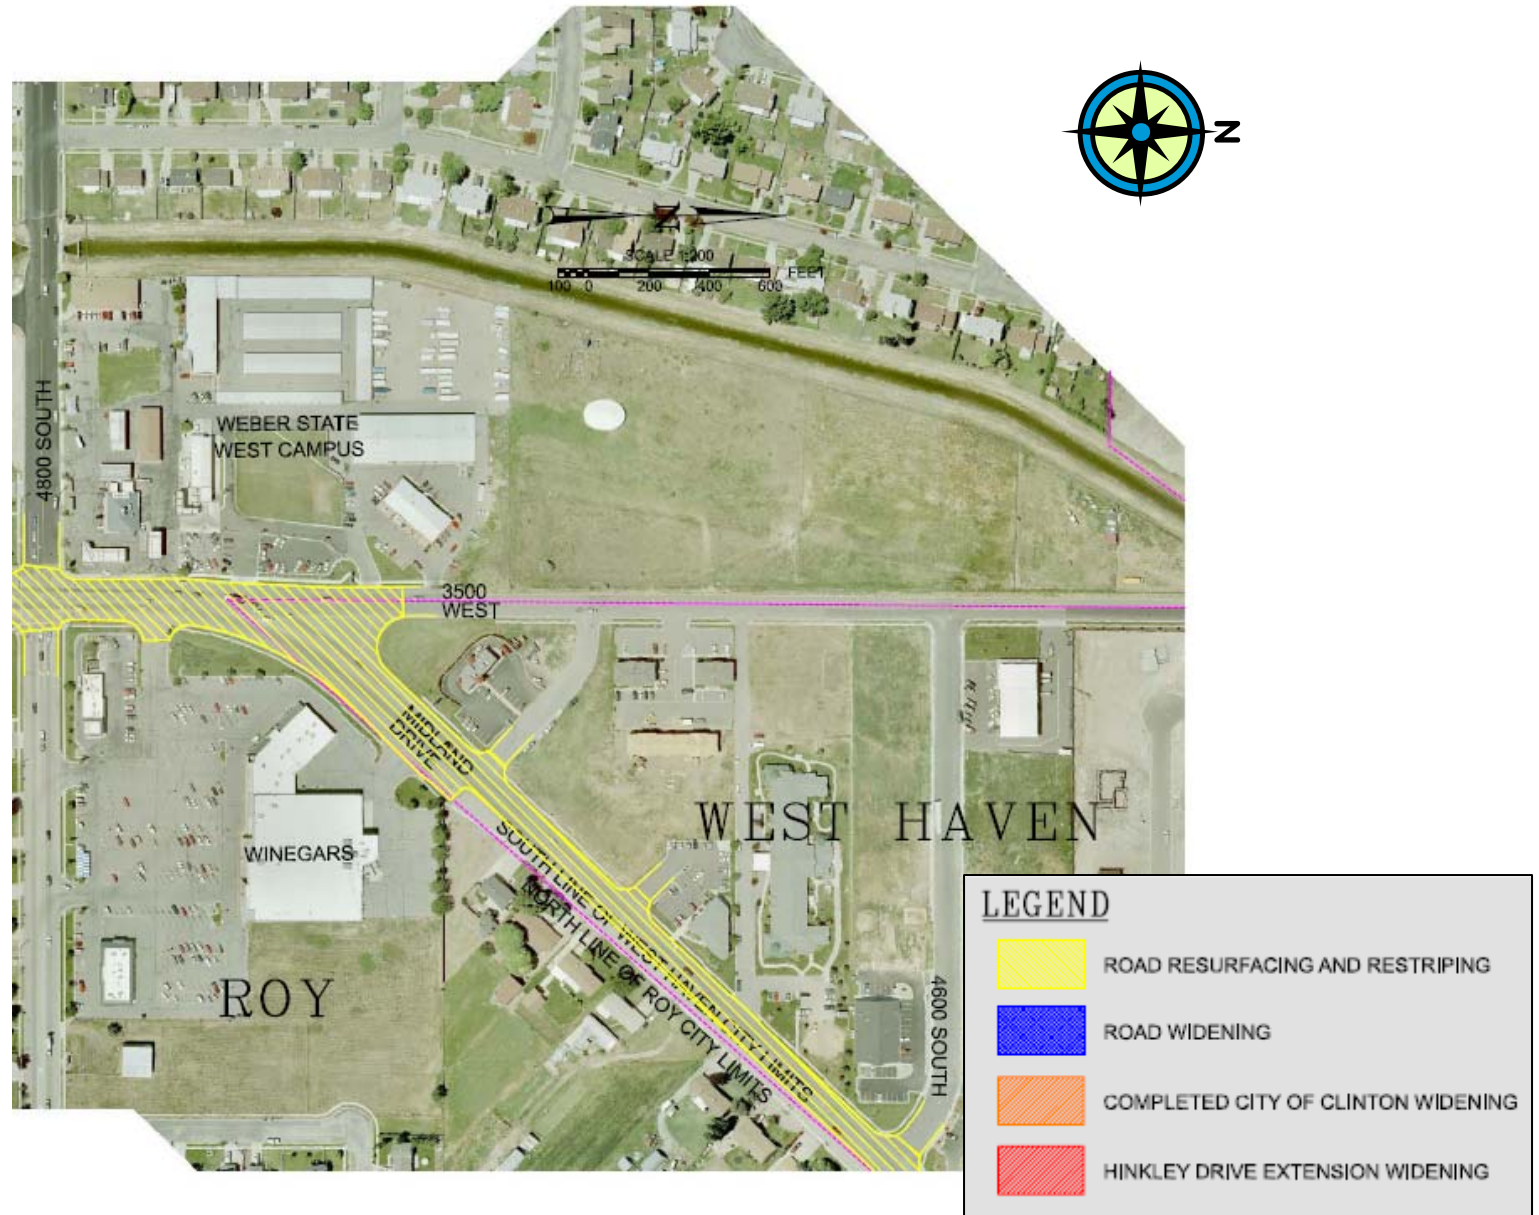 N
N
SCALE 1:200
FEET
100 0 200 400 600
4800 SOUTH
WEBER STATE
WEST CAMPUS
3500
WEST
MIDLAND
DRIVE
WEST HAVEN
SOUTH LINE OF WEST HAVEN CITY LIMITS
NORTH LINE OF ROY CITY LIMITS
WINEGARS
ROY
4600 SOUTH
LEGEND
ROAD RESURFACING AND RESTRIPING
ROAD WIDENING
COMPLETED CITY OF CLINTON WIDENING
HINKLEY DRIVE EXTENSION WIDENING